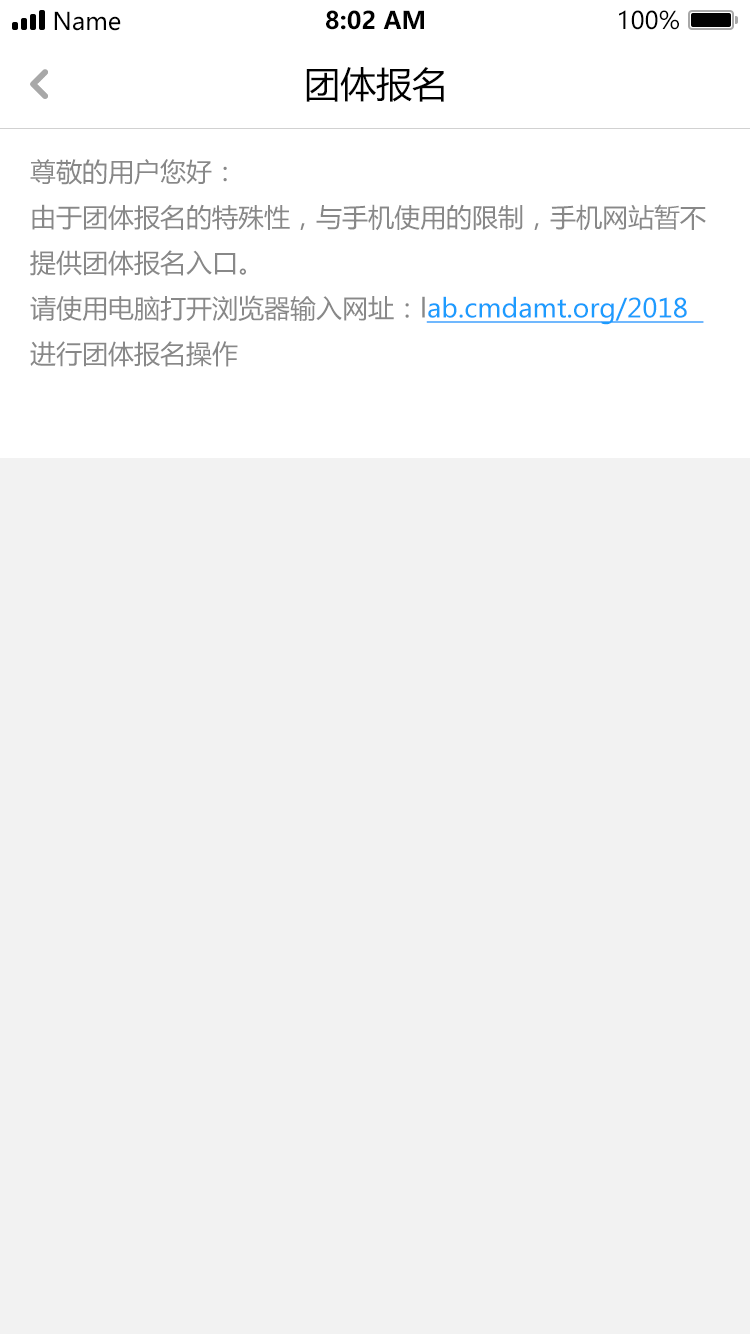 Name 8:02 AM 100%
团体报名
尊敬的用户您好：
由于团体报名的特殊性，与手机使用的限制，手机网站暂不
提供团体报名入口。
请使用电脑打开浏览器输入网址：lab.cmdamt.org/2018
进行团体报名操作